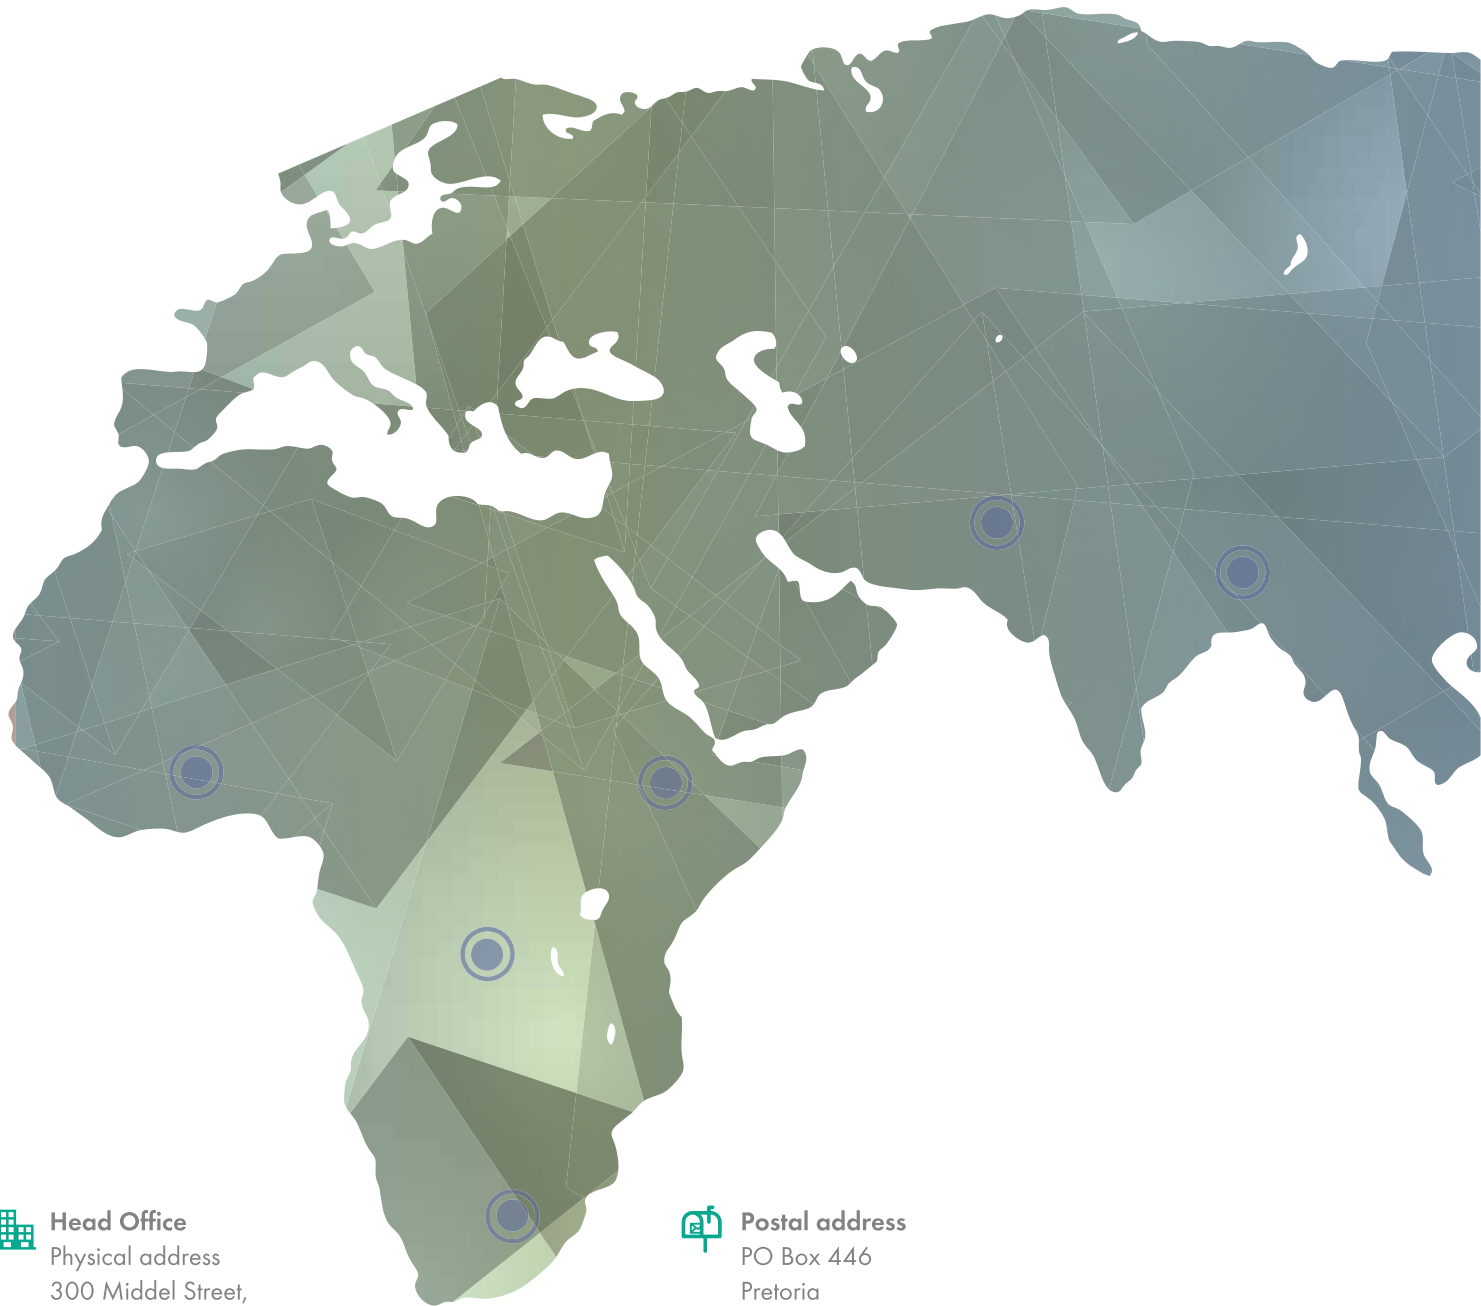 Head Office
Physical address
300 Middel Street,
Postal address
PO Box 446
Pretoria